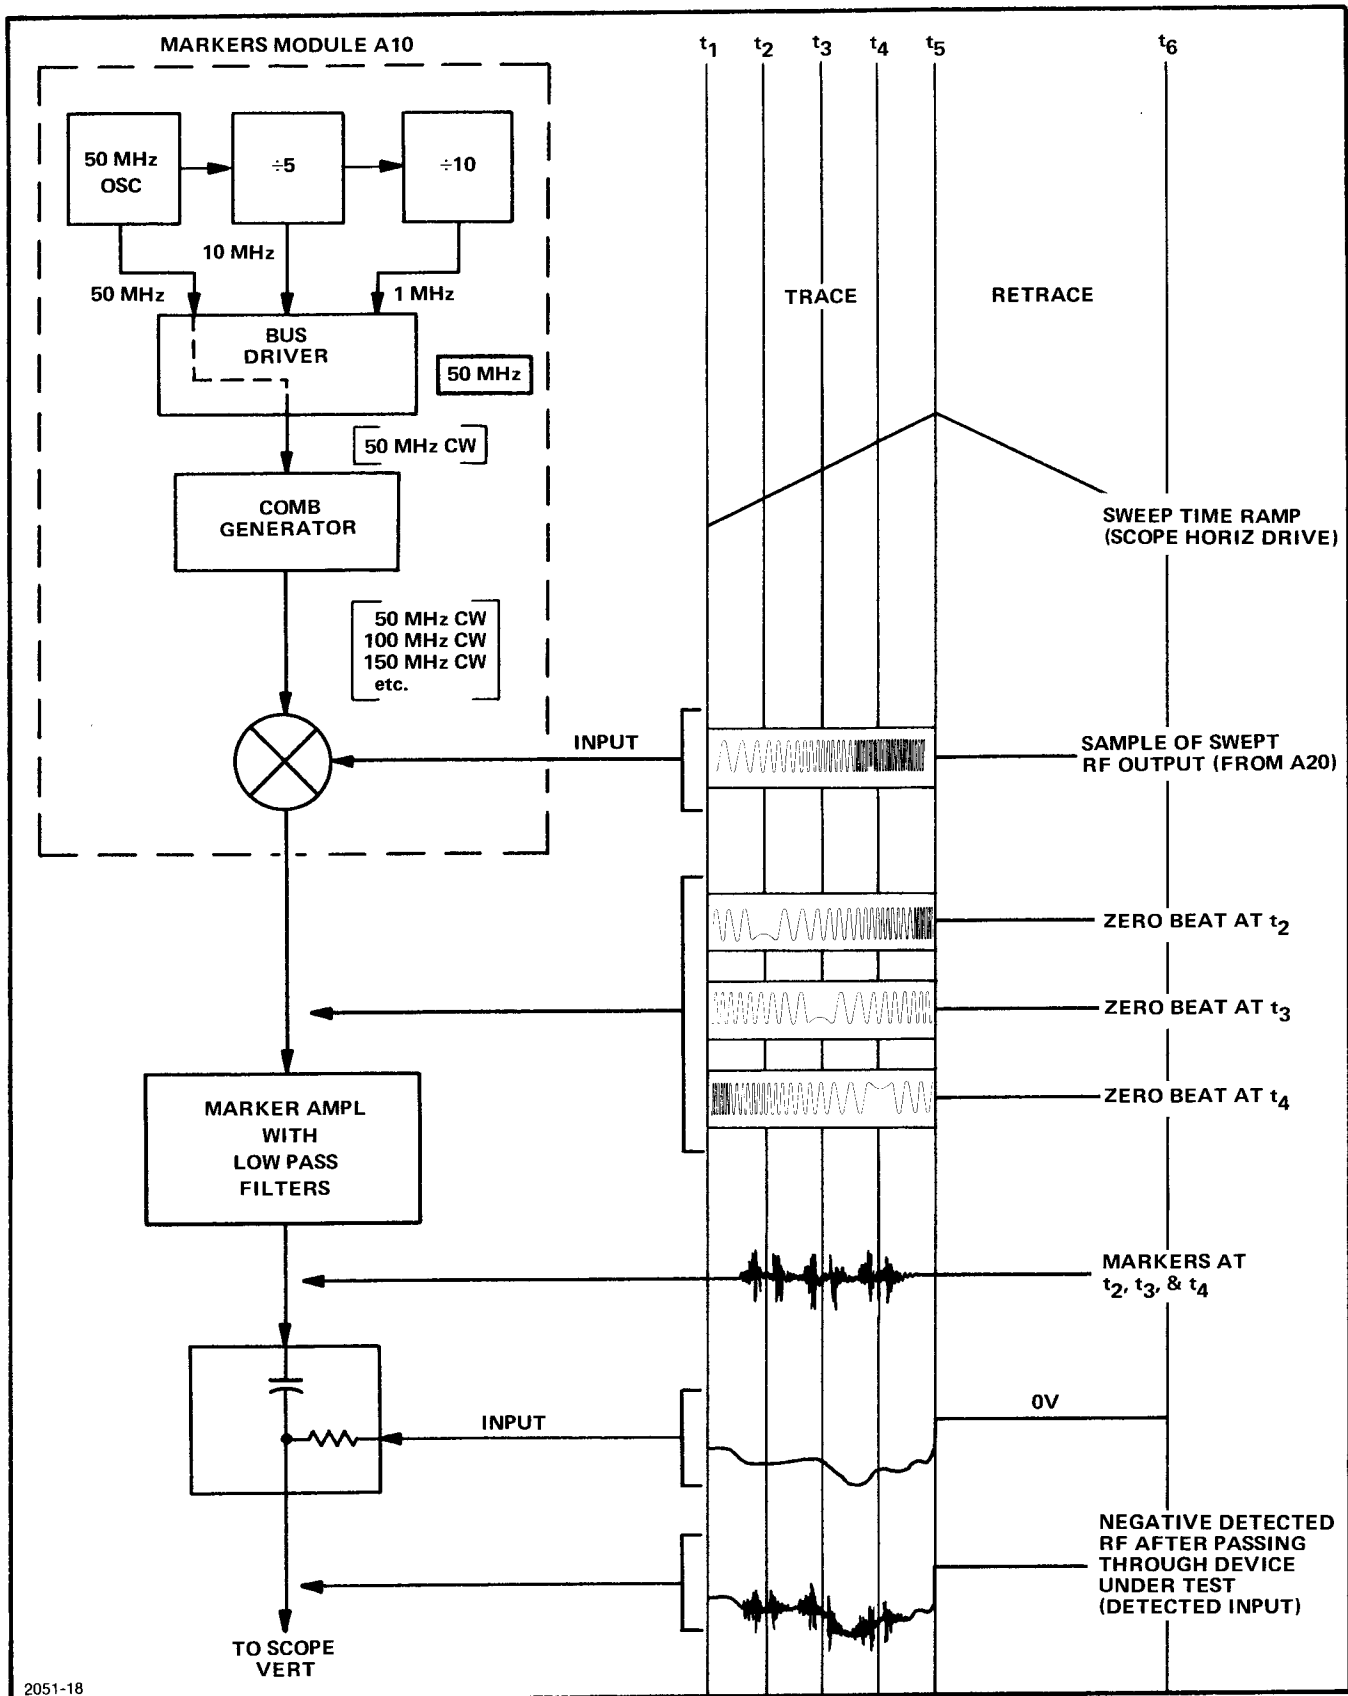 MARKERS MODULE A10
t1 t2 t3 t4 t5 t6
50 MHz
OSC
÷5
÷10
10 MHz
50 MHz
1 MHz
BUS
DRIVER
50 MHz
50 MHz CW
COMB
GENERATOR
50 MHz CW
100 MHz CW
150 MHz CW
etc.
TRACE
RETRACE
SWEEP TIME RAMP
(SCOPE HORIZ DRIVE)
INPUT
SAMPLE OF SWEPT
RF OUTPUT (FROM A20)
ZERO BEAT AT t2
ZERO BEAT AT t3
ZERO BEAT AT t4
MARKER AMPL
WITH
LOW PASS
FILTERS
MARKERS AT
t2, t3, & t4
INPUT
0V
NEGATIVE DETECTED
RF AFTER PASSING
THROUGH DEVICE
UNDER TEST
(DETECTED INPUT)
TO SCOPE
VERT
2051-18